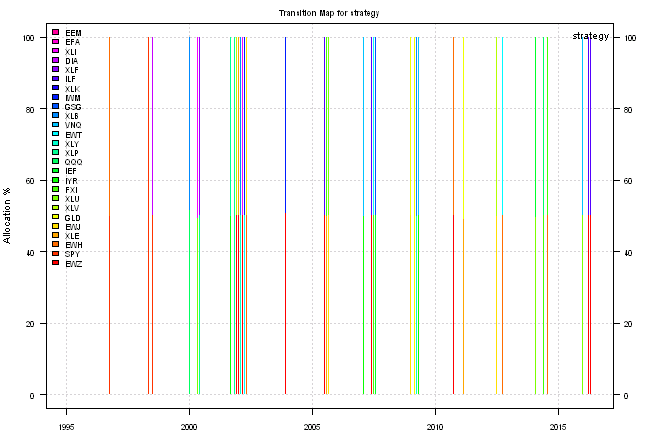 Transition Map for strategy
strategy
EEM
EFA
XLI
DIA
XLF
ILF
XLK
IWM
GSG
XLB
VNQ
EWT
XLY
XLP
QQQ
IEF
IYR
FXI
XLU
XLV
GLD
EWJ
XLE
EWH
SPY
EWZ
Allocation %
100
80
60
40
20
0
100
80
60
40
20
0
1995 2000 2005 2010 2015